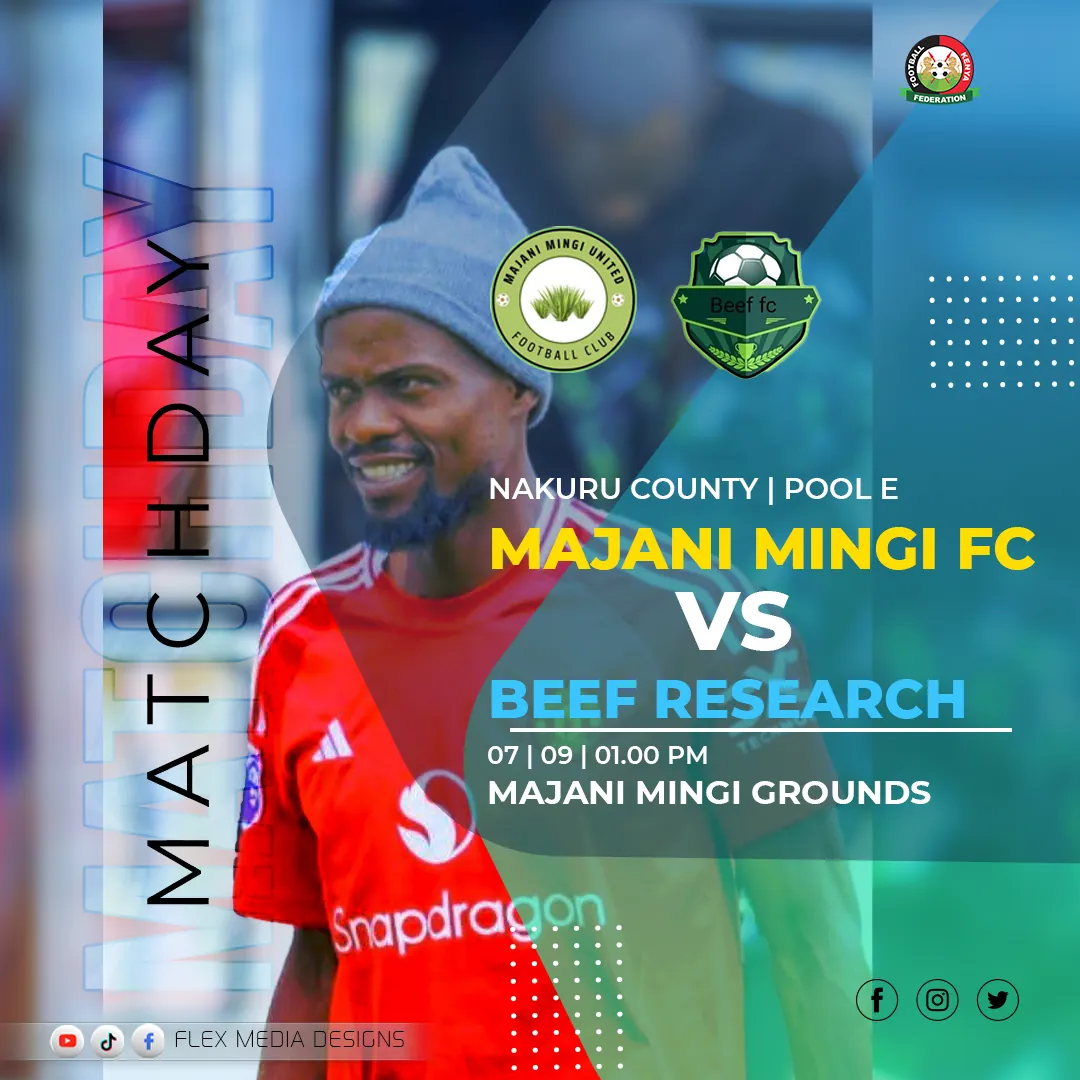 FOOTBALL
KENYA
FEDERATION
MATCHDAY
MATCHDAY
MAJANI MINGI UNITED
FOOTBALL CLUB
Beef fc
NAKURU COUNTY | POOL E
MAJANI MINGI FC
VS
BEEF RESEARCH
07 | 09 | 01.00 PM
MAJANI MINGI GROUNDS
Snapdragon
FLEX MEDIA DESIGNS